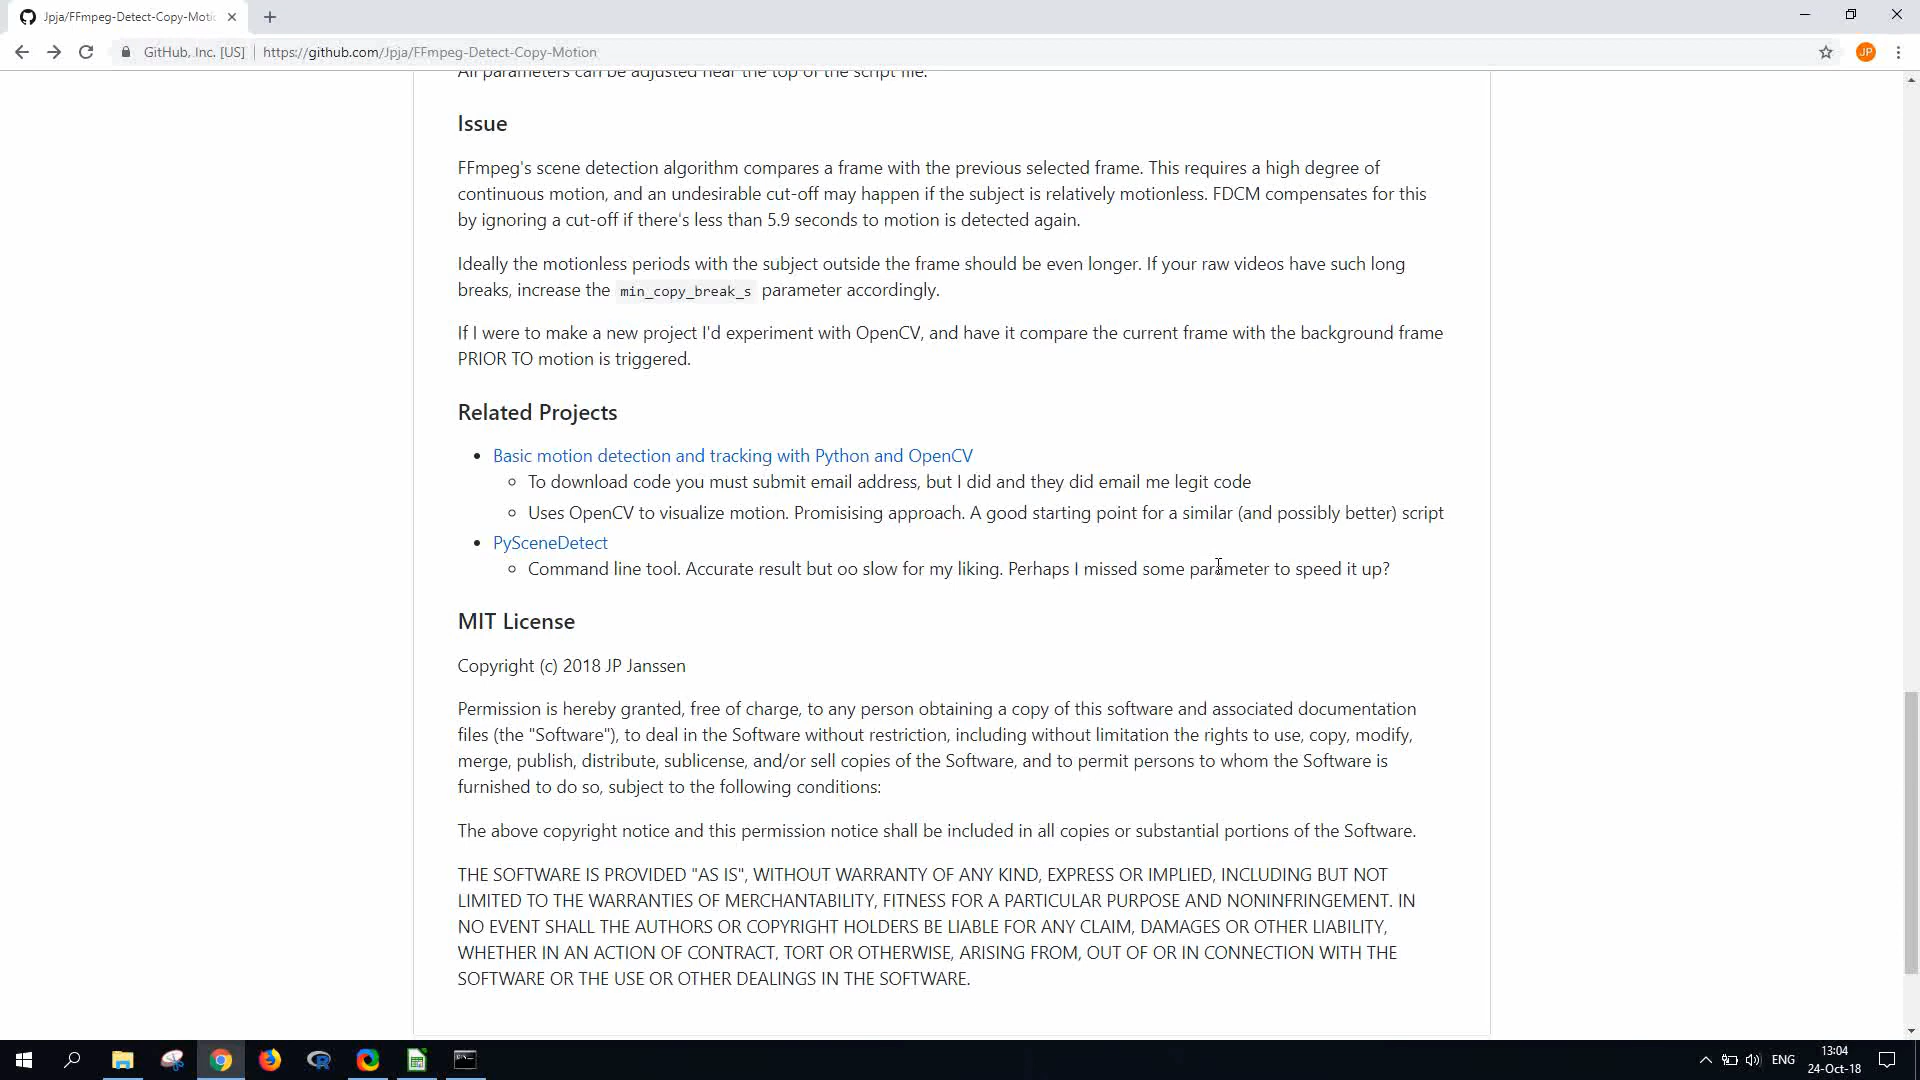 Jpja/FFmpeg-Detect-Copy-Motio
GitHub, Inc. [US] https://github.com/Jpja/FFmpeg-Detect-Copy-Motion
JP
All parameters can be adjusted near the top of the script file.
Issue
FFmpeg's scene detection algorithm compares a frame with the previous selected frame. This requires a high degree of
continuous motion, and an undesirable cut-off may happen if the subject is relatively motionless. FDCM compensates for this
by ignoring a cut-off if there's less than 5.9 seconds to motion is detected again.
Ideally the motionless periods with the subject outside the frame should be even longer. If your raw videos have such long
breaks, increase the min_copy_break_s parameter accordingly.
If I were to make a new project I'd experiment with OpenCV, and have it compare the current frame with the background frame
PRIOR TO motion is triggered.
Related Projects
• Basic motion detection and tracking with Python and OpenCV
◦ To download code you must submit email address, but I did and they did email me legit code
◦ Uses OpenCV to visualize motion. Promisising approach. A good starting point for a similar (and possibly better) script
• PySceneDetect
◦ Command line tool. Accurate result but oo slow for my liking. Perhaps I missed some parameter to speed it up?
MIT License
Copyright (c) 2018 JP Janssen
Permission is hereby granted, free of charge, to any person obtaining a copy of this software and associated documentation
files (the "Software"), to deal in the Software without restriction, including without limitation the rights to use, copy, modify,
merge, publish, distribute, sublicense, and/or sell copies of the Software, and to permit persons to whom the Software is
furnished to do so, subject to the following conditions:
The above copyright notice and this permission notice shall be included in all copies or substantial portions of the Software.
THE SOFTWARE IS PROVIDED "AS IS", WITHOUT WARRANTY OF ANY KIND, EXPRESS OR IMPLIED, INCLUDING BUT NOT
LIMITED TO THE WARRANTIES OF MERCHANTABILITY, FITNESS FOR A PARTICULAR PURPOSE AND NONINFRINGEMENT. IN
NO EVENT SHALL THE AUTHORS OR COPYRIGHT HOLDERS BE LIABLE FOR ANY CLAIM, DAMAGES OR OTHER LIABILITY,
WHETHER IN AN ACTION OF CONTRACT, TORT OR OTHERWISE, ARISING FROM, OUT OF OR IN CONNECTION WITH THE
SOFTWARE OR THE USE OR OTHER DEALINGS IN THE SOFTWARE.
ENG
13:04
24-Oct-18